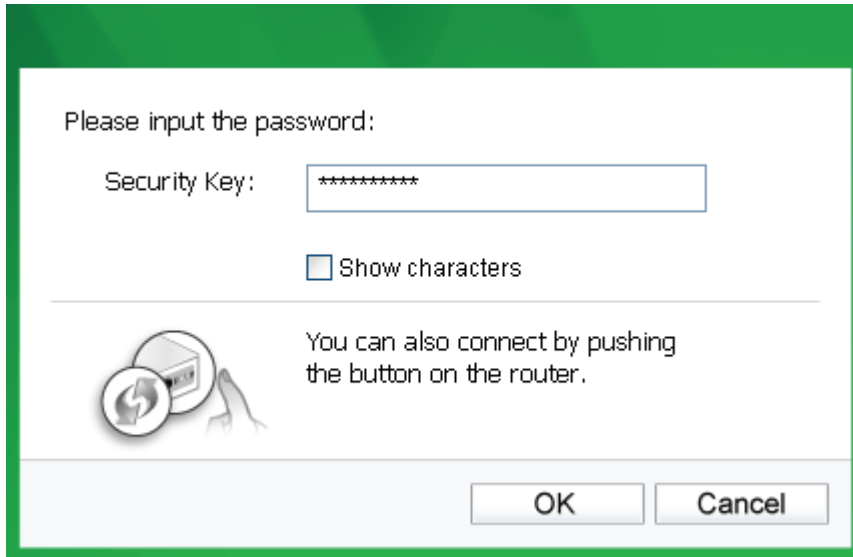 Please input the password:
Security Key: **********
Show characters
You can also connect by pushing
the button on the router.
OK Cancel